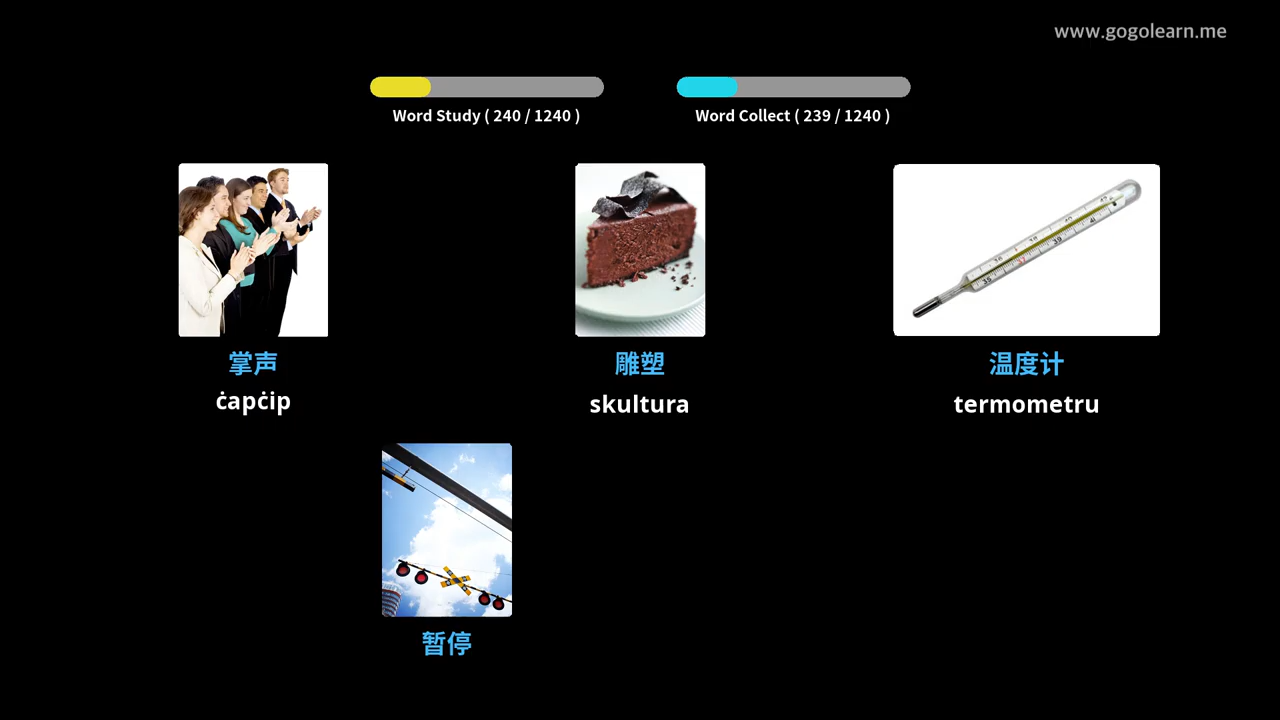 www.gogolearn.me
Word Study ( 240 / 1240 )
Word Collect ( 239 / 1240 )
掌声
ċapċip
雕塑
skultura
温度计
termometru
暂停